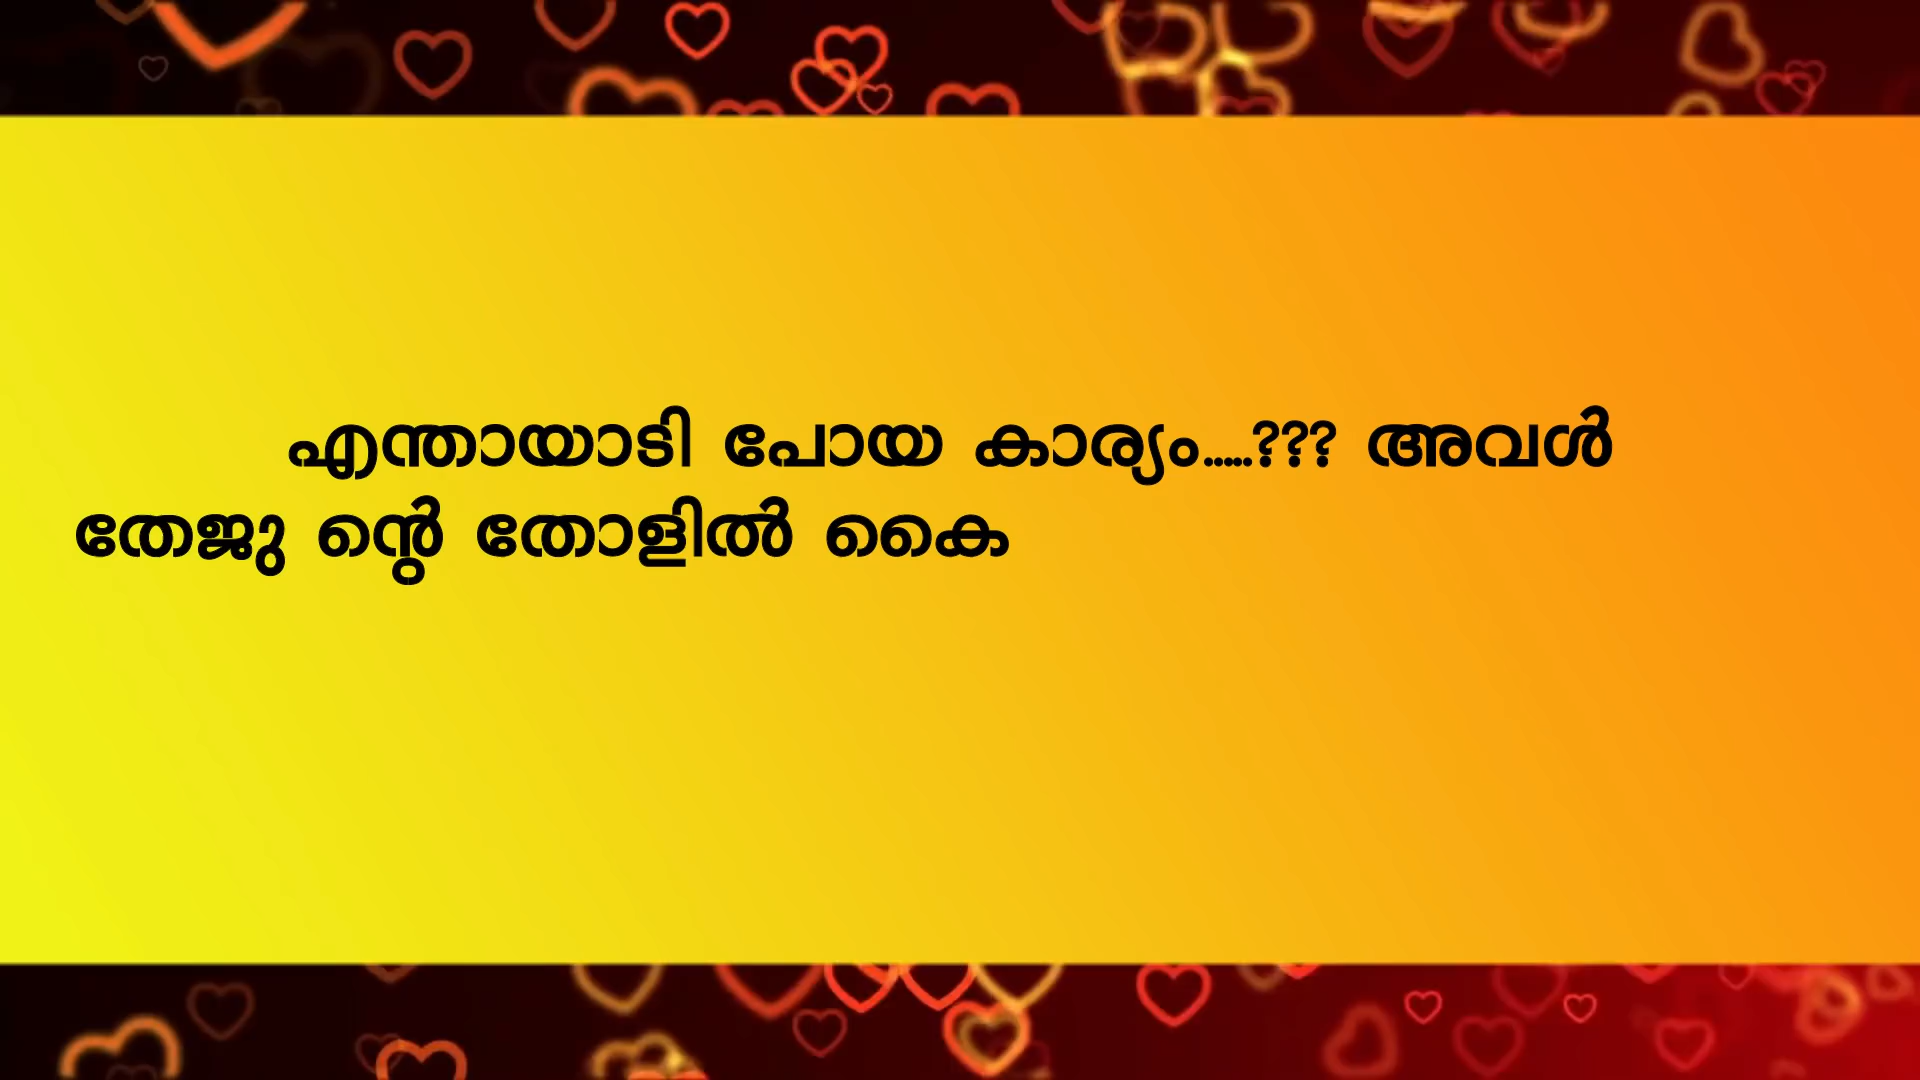 എന്തായാടി പോയ കാര്യം.....??? അവൾ
തേജു ന്റെ തോളിൽ കൈ